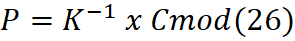 P = K⁻¹ x Cmod(26)